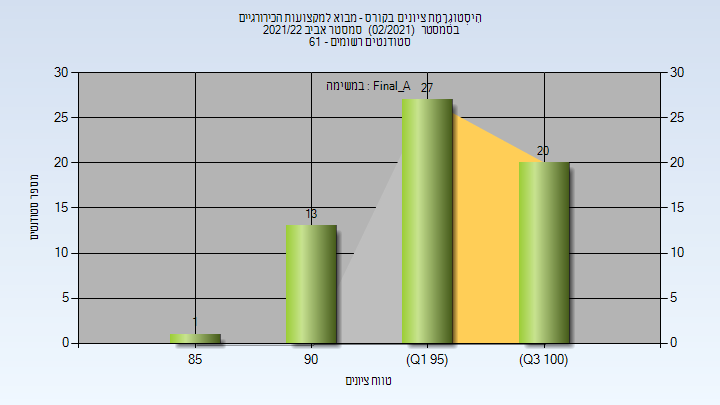 היסטוגרמת ציונים בקורס - מבוא למקצועות הכירורגיים
בסמסטר (02/2021) סמסטר אביב 2021/22
סטודנטים רשומים - 61
במשימה : Final_A
30 30
25 25
20 20
15 15
10 10
5 5
0 0
1
13
27
20
מספר סטודנטים
85 90 (Q1 95) (Q3 100)
טווח ציונים